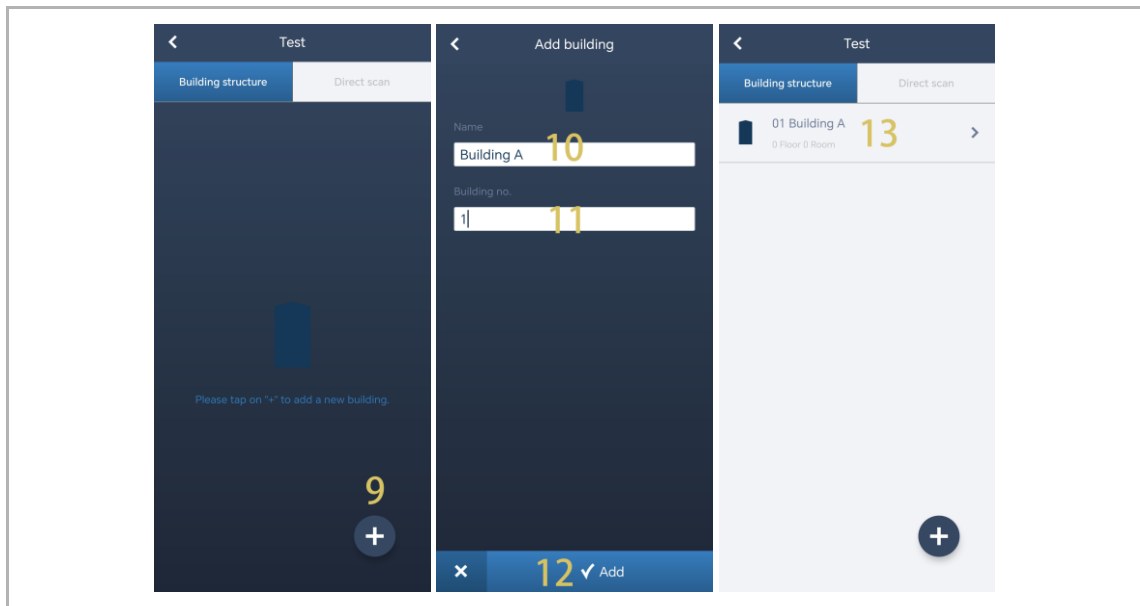 Test
Building structure
Direct scan
Please tap on "+" to add a new building.
9
+
Add building
Name
Building A
10
Building no.
1
11
12
Add
Test
Building structure
Direct scan
01 Building A
0 Floor 0 Room
13
+